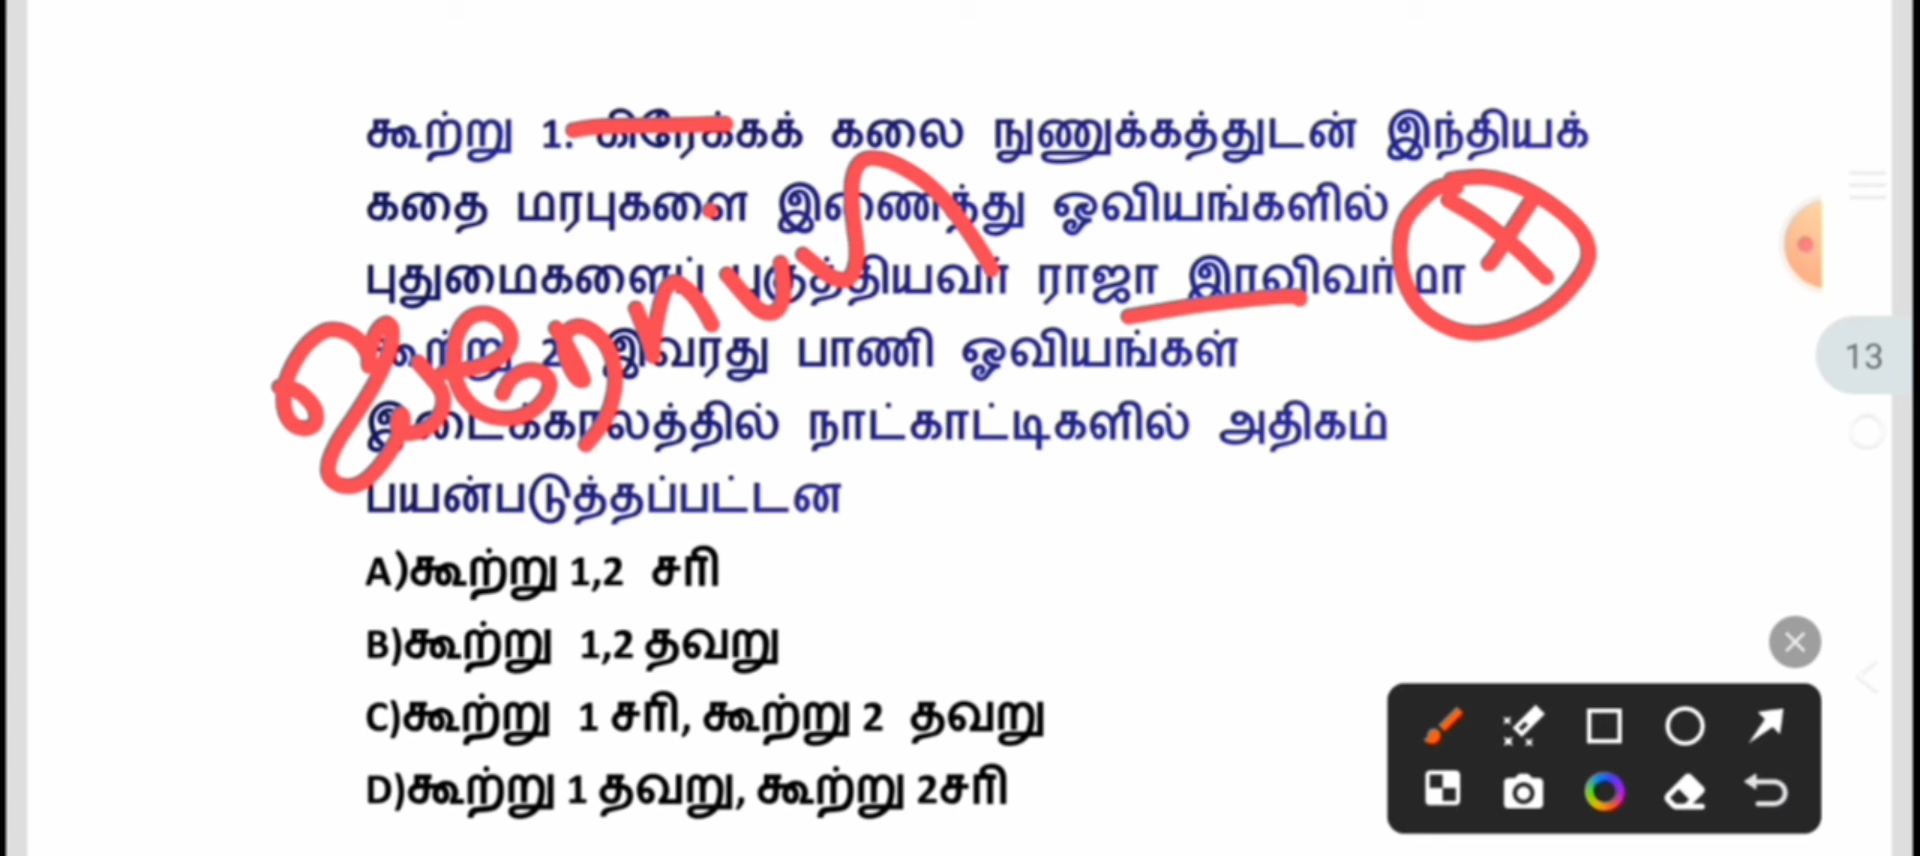 கூற்று 1. கிரேக்கக் கலை நுணுக்கத்துடன் இந்தியக்
கதை மரபுகளை இணைத்து ஓவியங்களில்
புதுமைகளைப் புகுத்தியவர் ராஜா இரவிவர்மா
கூற்று 2. இவரது பாணி ஓவியங்கள்
இடைக்காலத்தில் நாட்காட்டிகளில் அதிகம்
பயன்படுத்தப்பட்டன
A)கூற்று 1,2 சரி
B)கூற்று 1,2 தவறு
C)கூற்று 1 சரி, கூற்று 2 தவறு
D)கூற்று 1 தவறு, கூற்று 2சரி
ஐரோப்
13